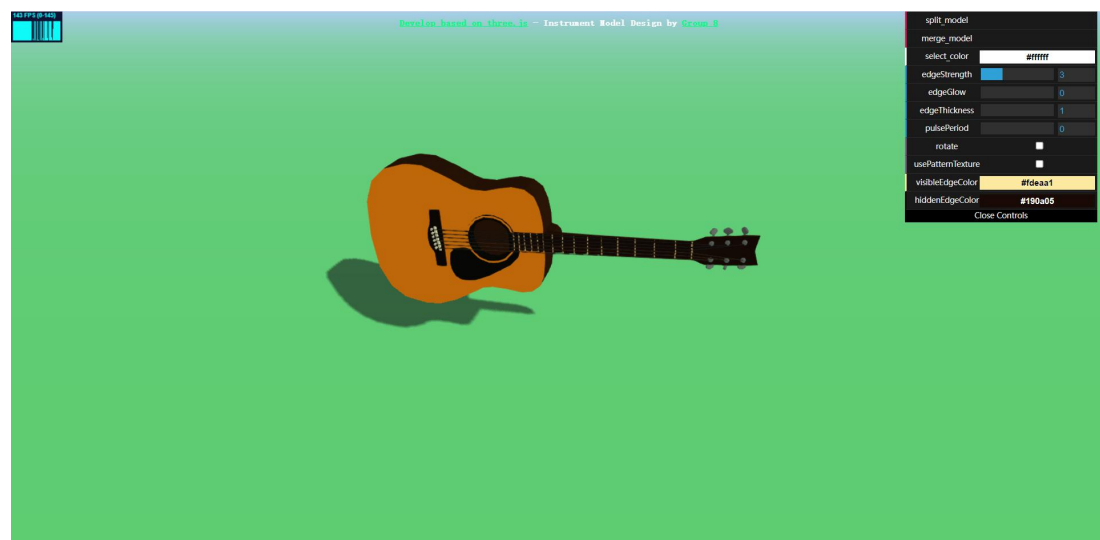 143 FPS (6-143)
Develop based on three.js - Instrument Model Design by Group 8
split_model
merge_model
select_color #ffffff
edgeStrength 3
edgeGlow 0
edgeThickness 1
pulsePeriod 0
rotate
usePatternTexture
visibleEdgeColor #fdeaa1
hiddenEdgeColor #190a05
Close Controls